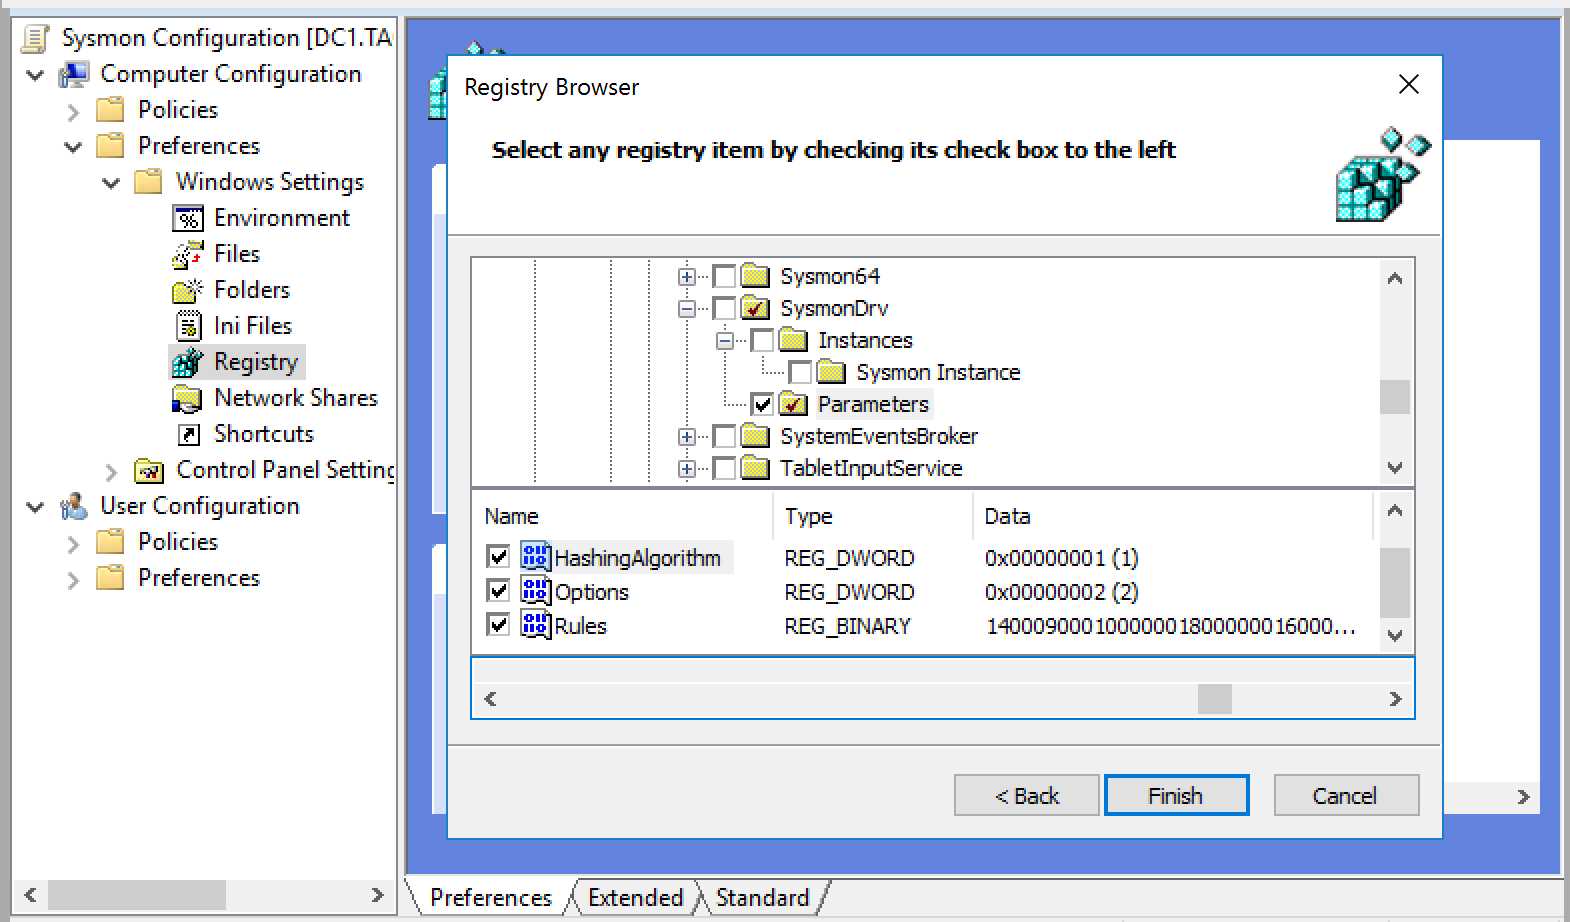 Sysmon Configuration [DC1.TA
Computer Configuration
Policies
Preferences
Windows Settings
Environment
Files
Folders
Ini Files
Registry
Network Shares
Shortcuts
Control Panel Setting
User Configuration
Policies
Preferences
Registry Browser
Select any registry item by checking its check box to the left
Sysmon64
SysmonDrv
Instances
Sysmon Instance
Parameters
SystemEventsBroker
TabletInputService
Name Type Data
HashingAlgorithm REG_DWORD 0x00000001 (1)
Options REG_DWORD 0x00000002 (2)
Rules REG_BINARY 14000900010000001800000016000...
< Back Finish Cancel
Preferences Extended Standard